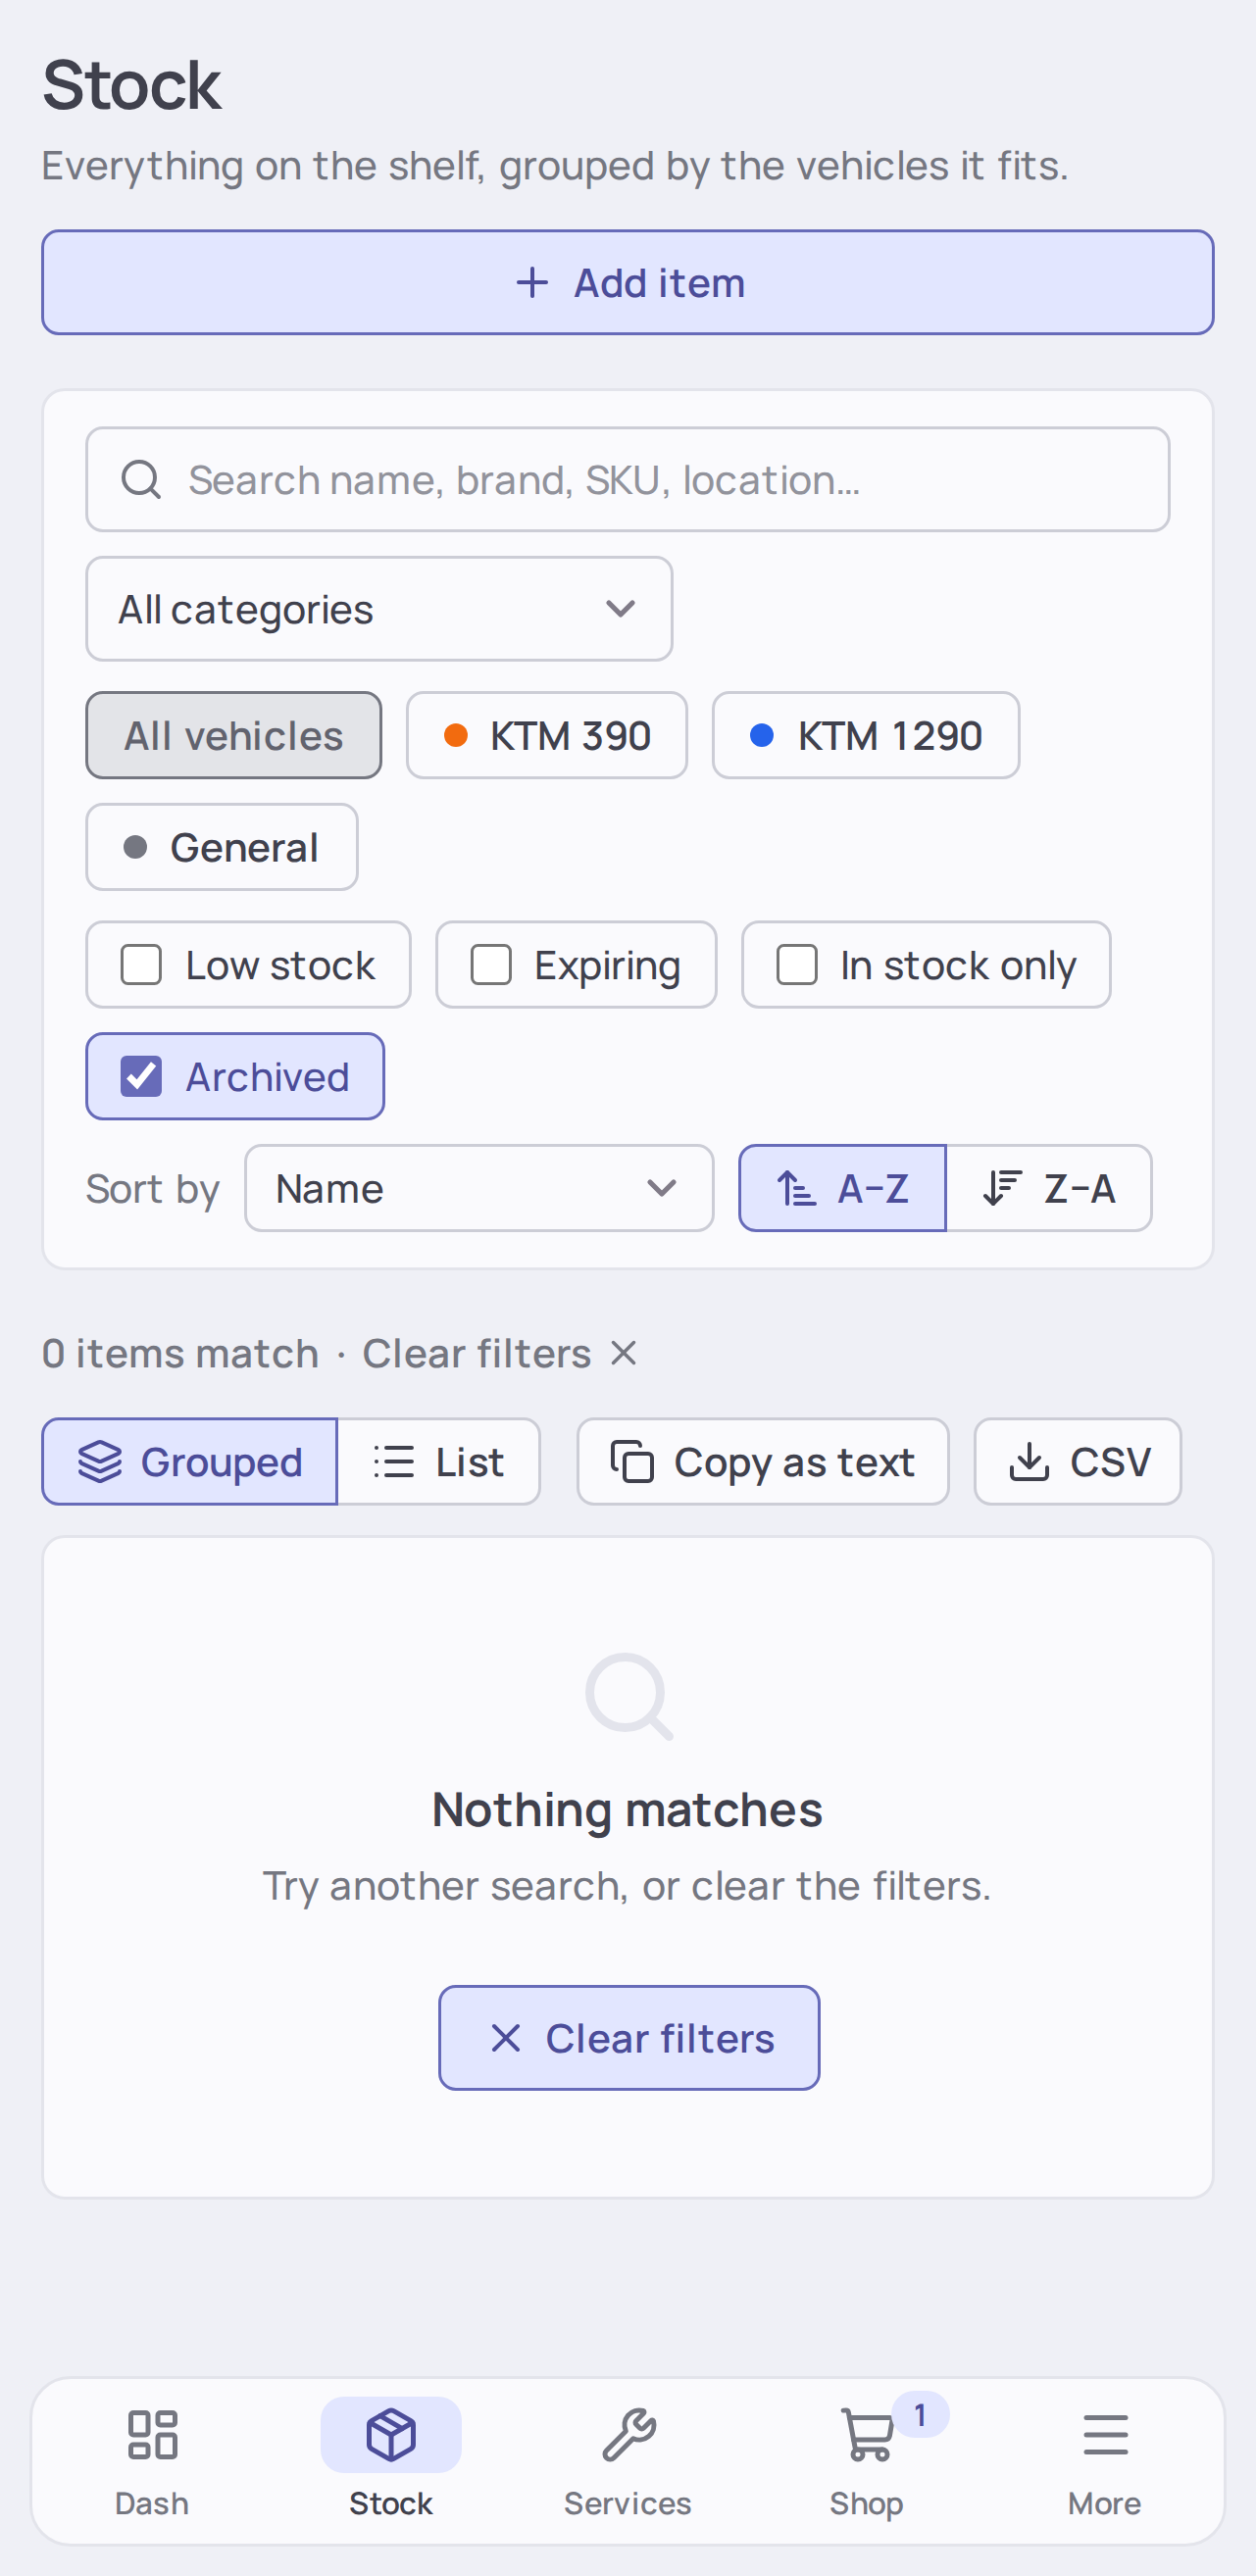 Stock
Everything on the shelf, grouped by the vehicles it fits.
Add item
Search name, brand, SKU, location...
All categories
All vehicles KTM 390 KTM 1290
General
Low stock Expiring In stock only
Archived
Sort by Name A–Z Z–A
0 items match · Clear filters
Grouped List Copy as text CSV
Nothing matches
Try another search, or clear the filters.
Clear filters
1
Dash Stock Services Shop More